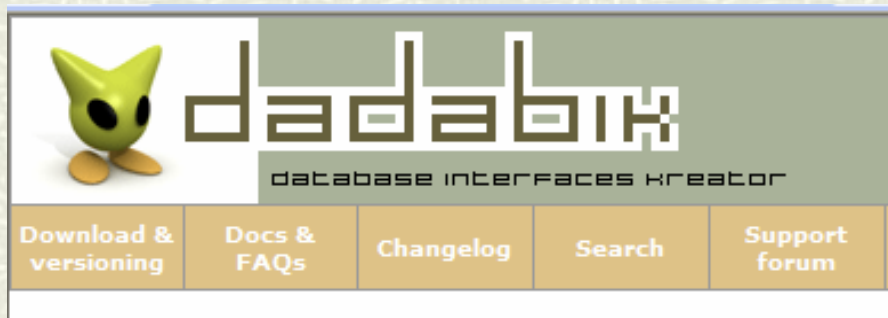 dadabik
database interfaces kreator
Download & versioning
Docs & FAQs
Changelog
Search
Support forum